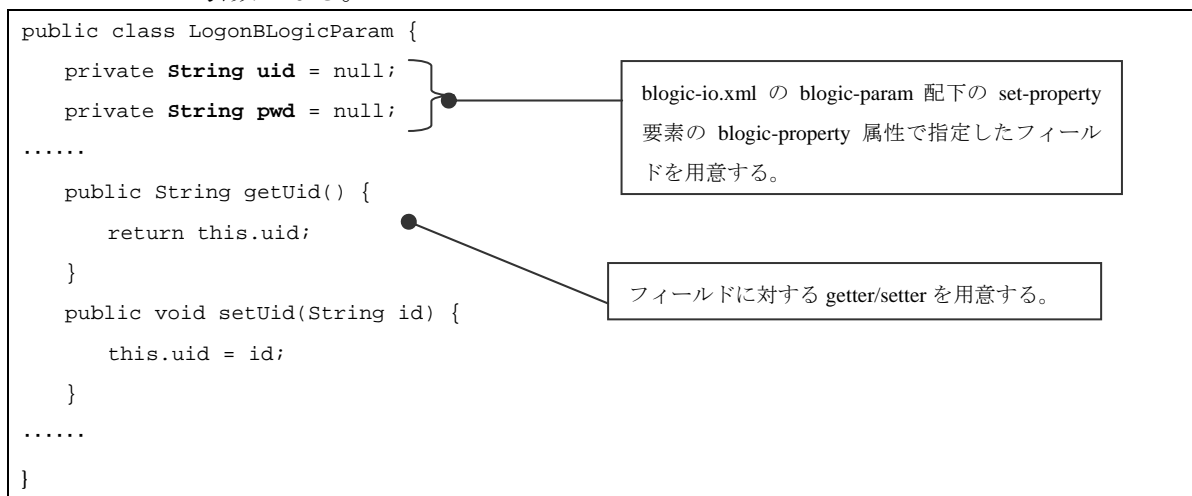 public class LogonBLogicParam {
private String uid = null;
private String pwd = null;
......
public String getUid() {
return this.uid;
}
public void setUid(String id) {
this.uid = id;
}
......
}
blogic-io.xml の blogic-param 配下の set-property
要素の blogic-property 属性で指定したフィール
ドを用意する。
フィールドに対する getter/setter を用意する。